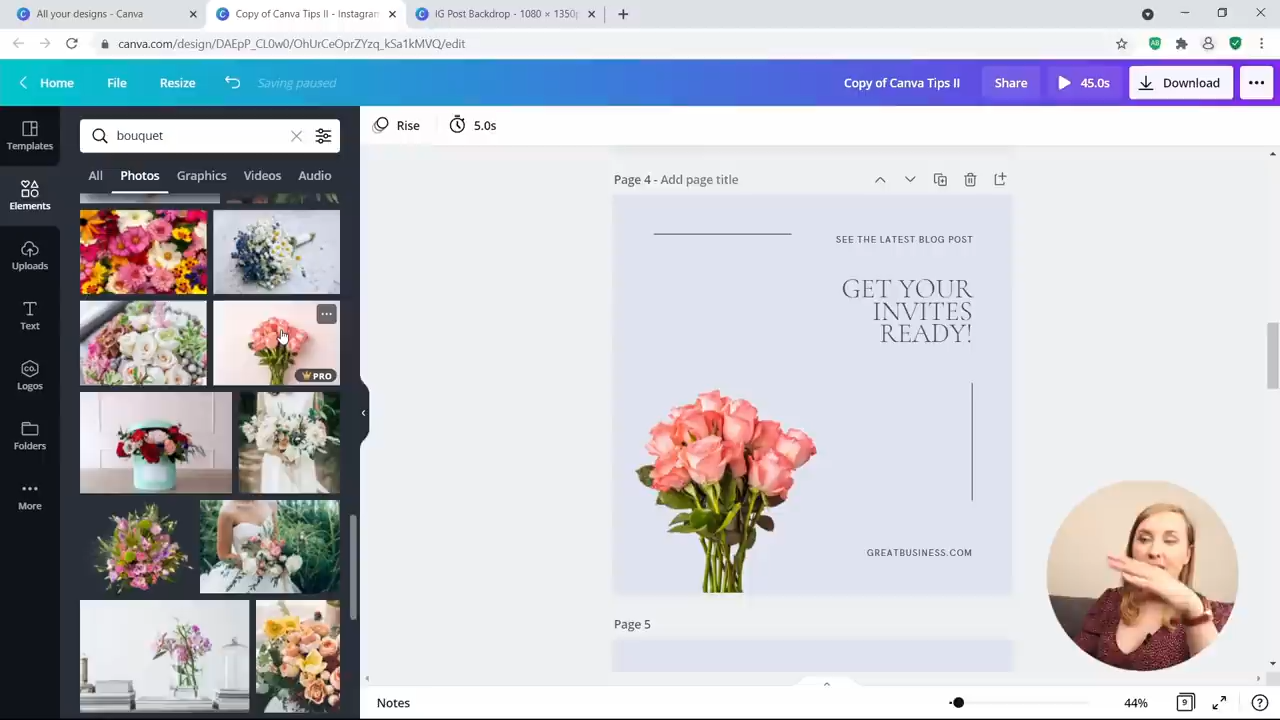 All your designs - Canva
Copy of Canva Tips II - Instagram
IG Post Backdrop - 1080 × 1350p
canva.com/design/DAEpP_CL0w0/OhUrCeOprZYzq_kSa1kMVQ/edit
Home
File
Resize
Saving paused
Copy of Canva Tips II
Share
45.0s
Download
Templates
Elements
Uploads
Text
CO.
Logos
Folders
More
bouquet
All
Photos
Graphics
Videos
Audio
PRO
Rise
5.0s
Page 4 - Add page title
SEE THE LATEST BLOG POST
GET YOUR
INVITES
READY!
GREATBUSINESS.COM
Page 5
Notes
44%
9